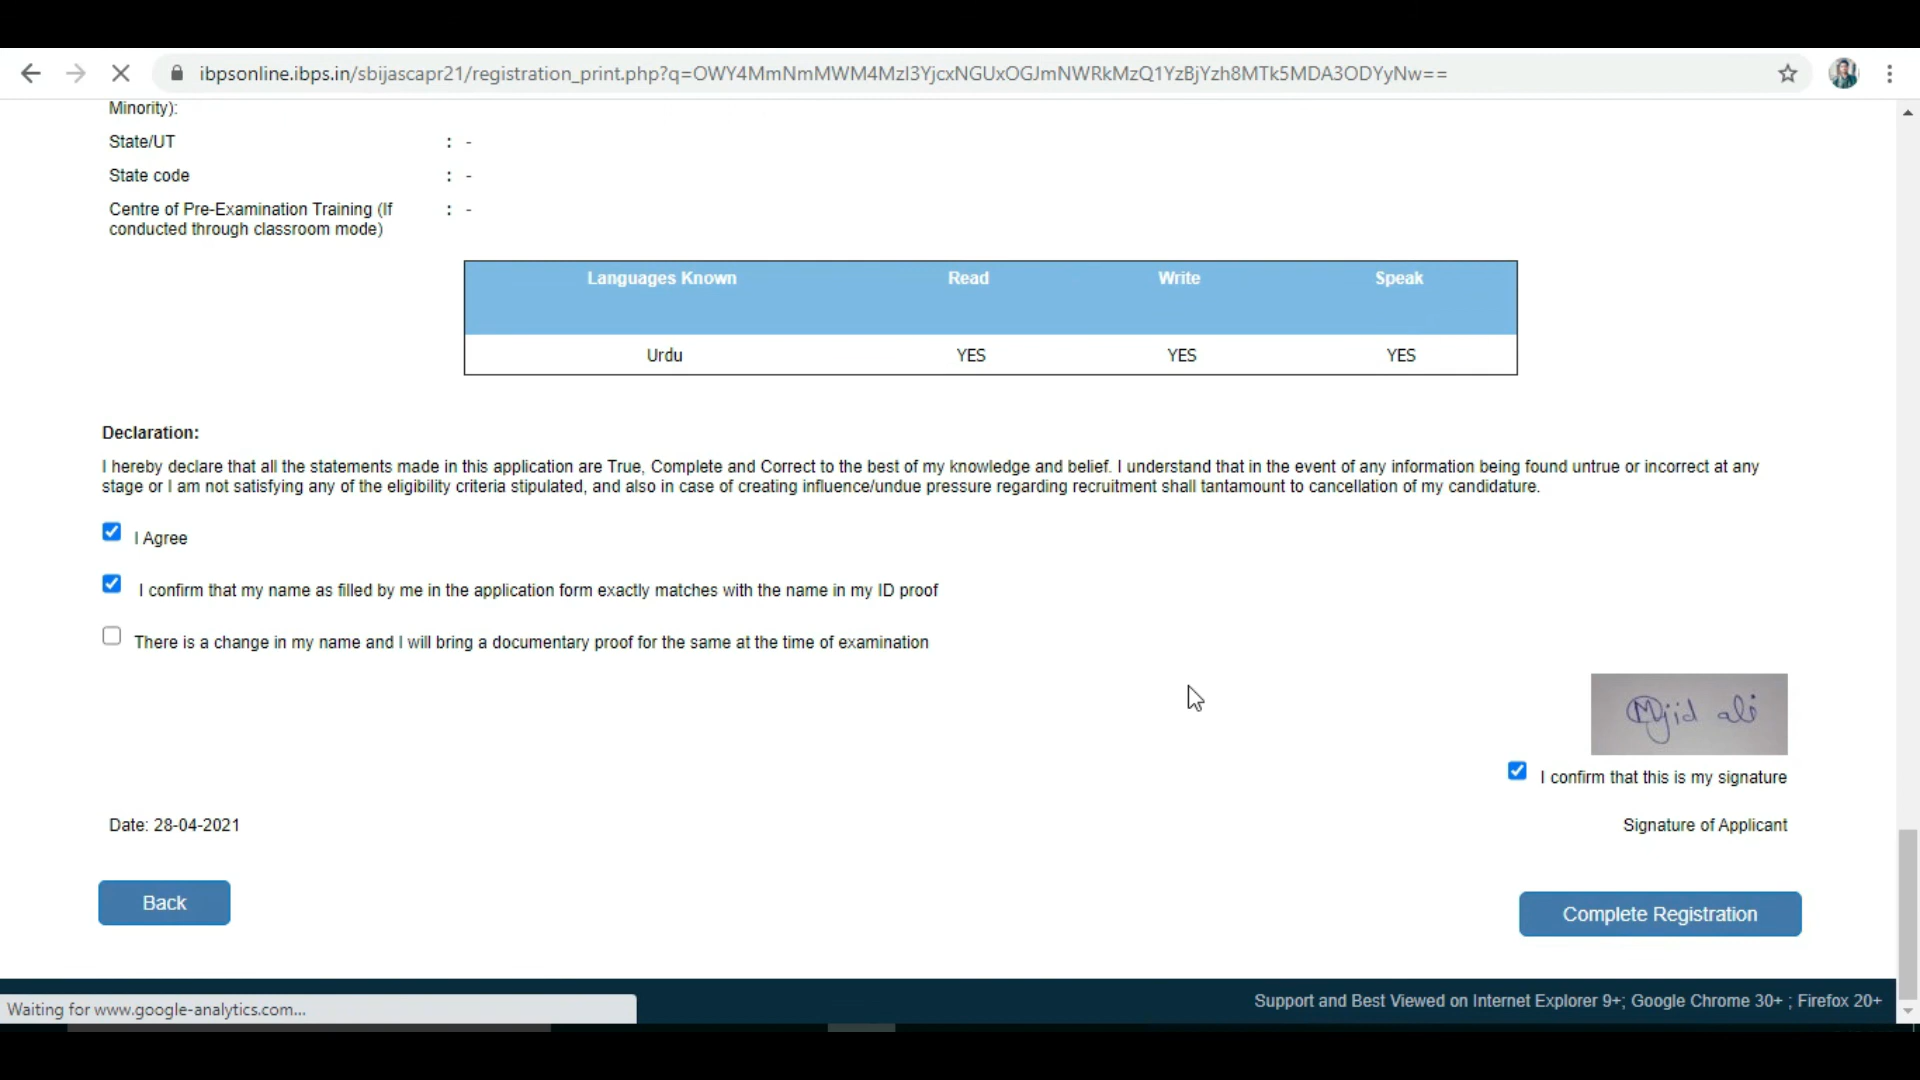 ibpsonline.ibps.in/sbijascapr21/registration_print.php?q=OWY4MmNmMWM4MzI3YjcxNGUxOGJmNWRkMzQ1YzBjYzh8MTk5MDA3ODYyNw==
Minority):
State/UT : -
State code : -
Centre of Pre-Examination Training (If : -
conducted through classroom mode)
Languages Known Read Write Speak
Urdu YES YES YES
Declaration:
I hereby declare that all the statements made in this application are True, Complete and Correct to the best of my knowledge and belief. I understand that in the event of any information being found untrue or incorrect at any
stage or I am not satisfying any of the eligibility criteria stipulated, and also in case of creating influence/undue pressure regarding recruitment shall tantamount to cancellation of my candidature.
I Agree
I confirm that my name as filled by me in the application form exactly matches with the name in my ID proof
There is a change in my name and I will bring a documentary proof for the same at the time of examination
Mjid ali
I confirm that this is my signature
Date: 28-04-2021 Signature of Applicant
Back Complete Registration
Support and Best Viewed on Internet Explorer 9+; Google Chrome 30+ ; Firefox 20+
Waiting for www.google-analytics.com...